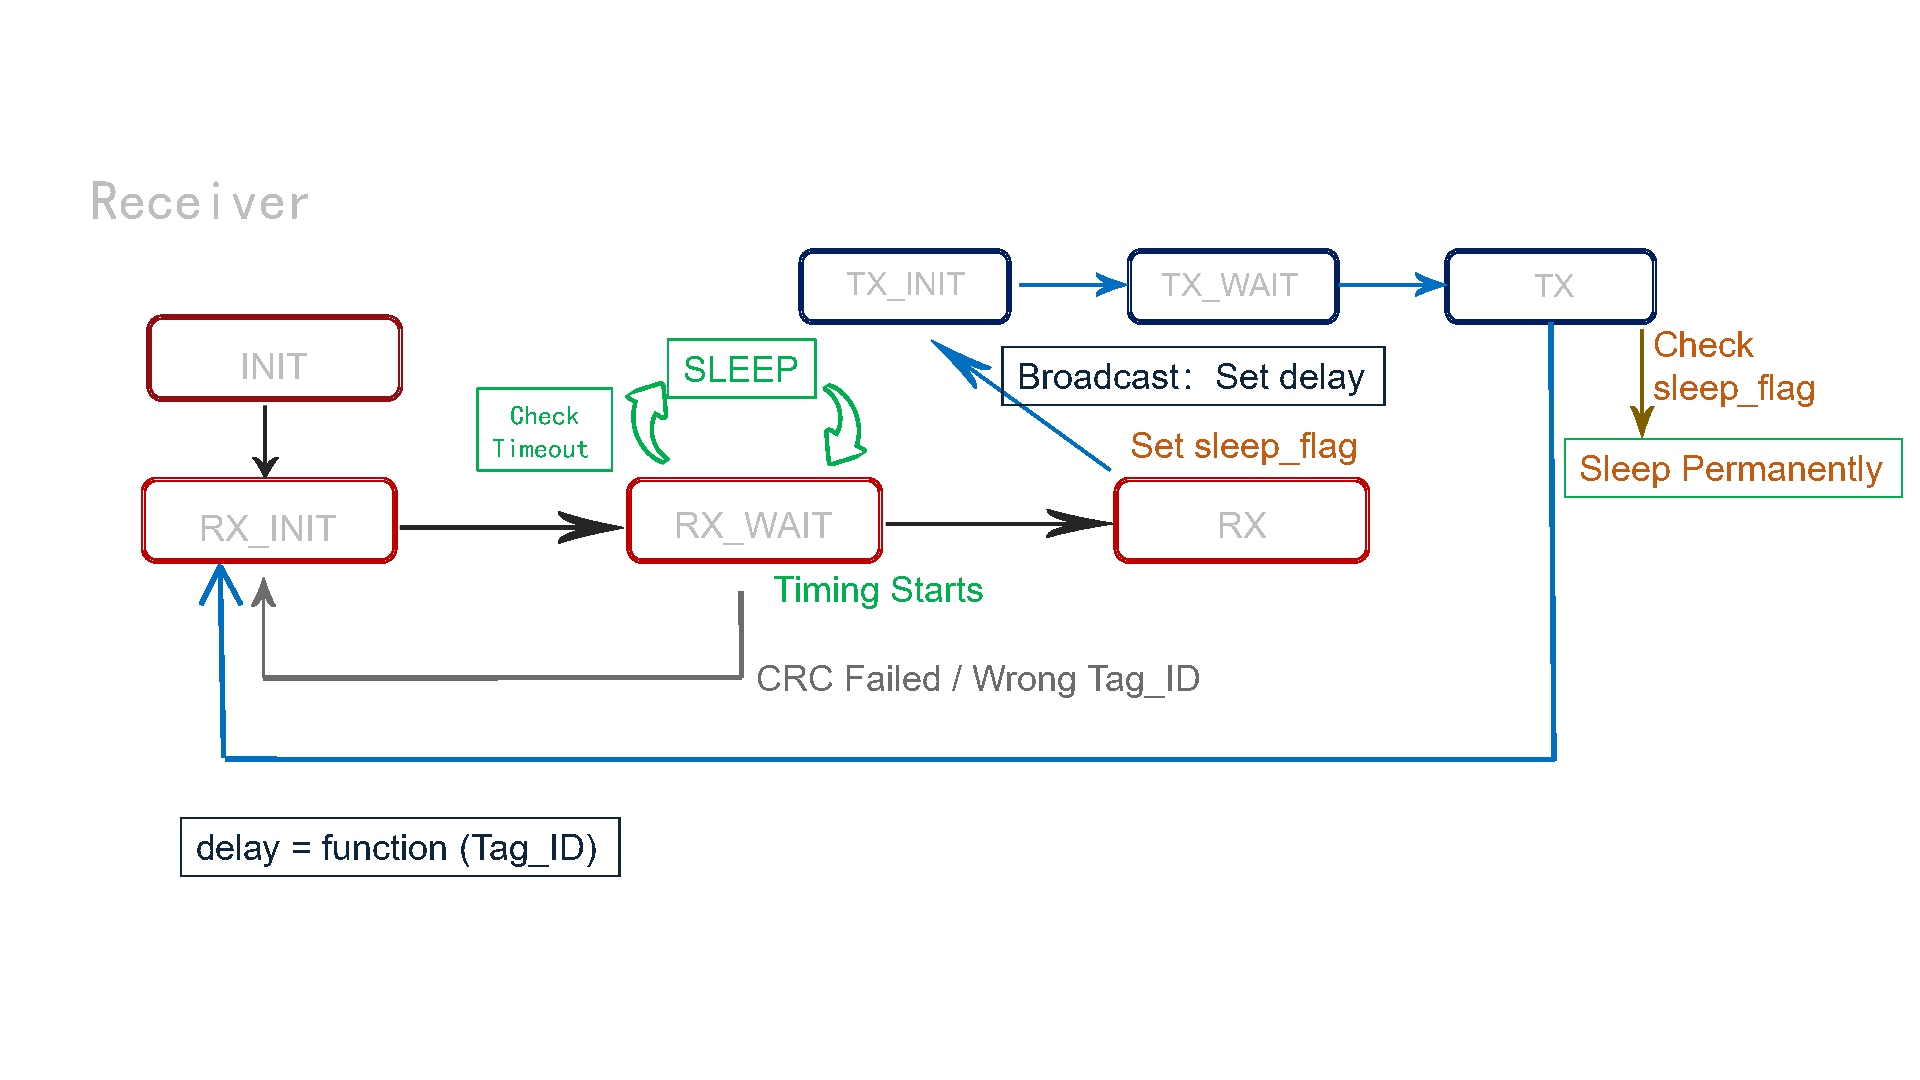 Receiver
TX_INIT
TX_WAIT
TX
INIT
SLEEP
Check
sleep_flag
Broadcast: Set delay
Check
Timeout
Set sleep_flag
Sleep Permanently
RX_INIT
RX_WAIT
RX
Timing Starts
CRC Failed / Wrong Tag_ID
delay = function (Tag_ID)